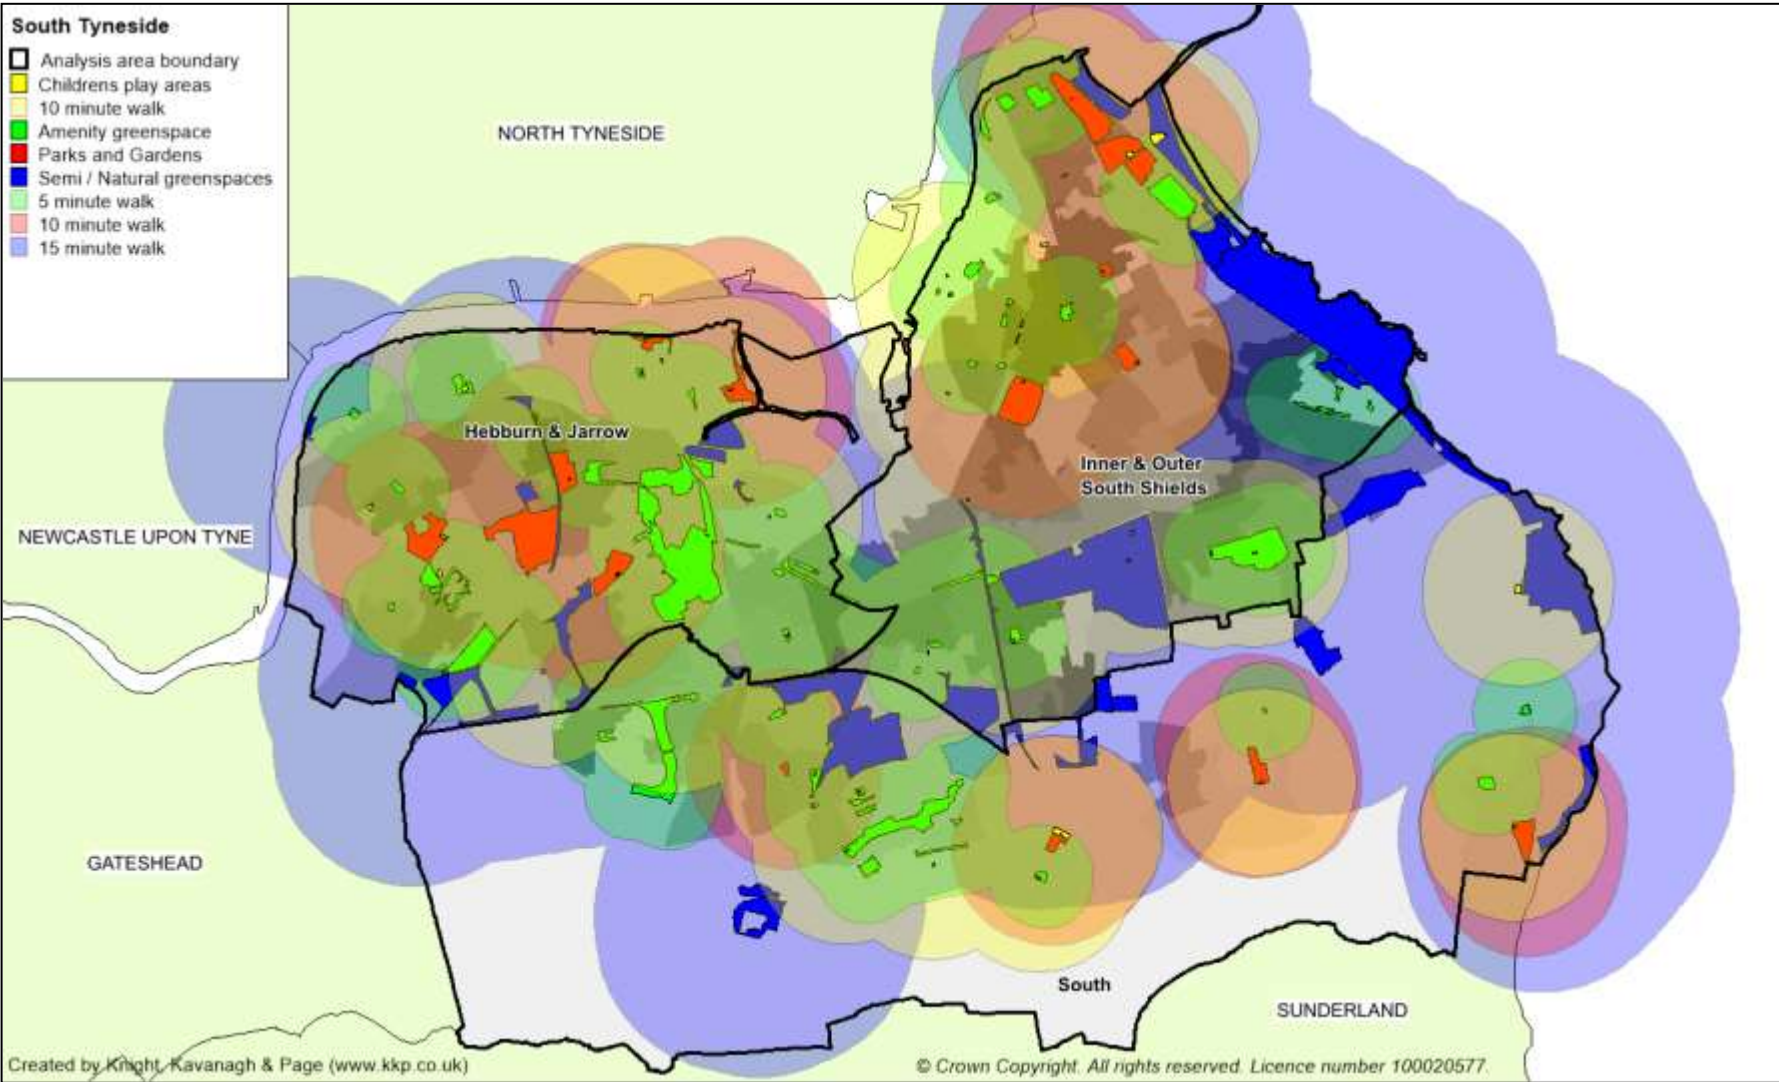 South Tyneside
Analysis area boundary
Childrens play areas
10 minute walk
Amenity greenspace
Parks and Gardens
Semi / Natural greenspaces
5 minute walk
10 minute walk
15 minute walk
NORTH TYNESIDE
Hebburn & Jarrow
Inner & Outer
South Shields
NEWCASTLE UPON TYNE
GATESHEAD
South
SUNDERLAND
Created by Knight, Kavanagh & Page (www.kkp.co.uk)
© Crown Copyright. All rights reserved. Licence number 100020577.